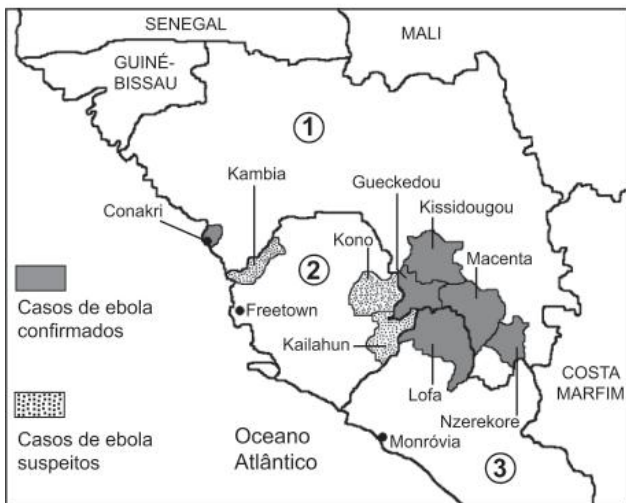 SENEGAL
MALI
GUINÉ-
BISSAU
1
Kambia
Gueckedou
Conakri
Kissidougou
Kono
Macenta
2
Casos de ebola
confirmados
Freetown
Kailahun
COSTA
MARFIM
Lofa
Nzerekore
Casos de ebola
suspeitos
Oceano
Atlântico
Monróvia
3